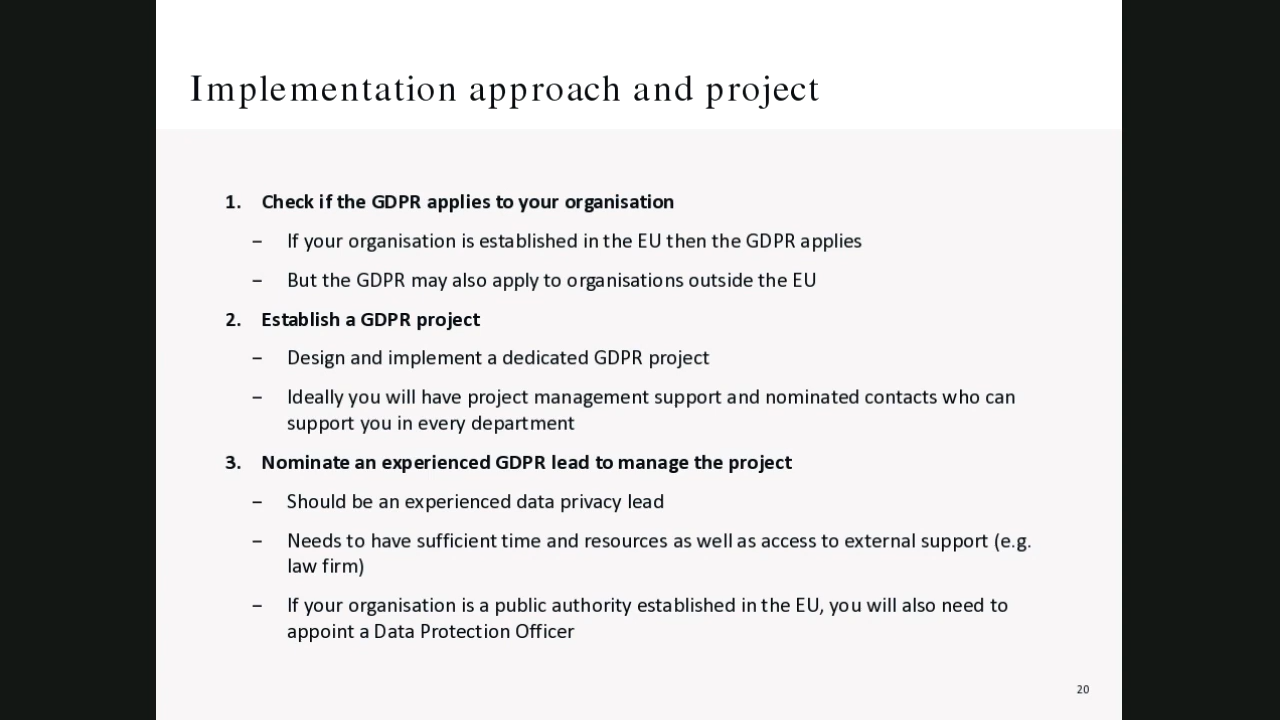 Implementation approach and project
1. Check if the GDPR applies to your organisation
– If your organisation is established in the EU then the GDPR applies
– But the GDPR may also apply to organisations outside the EU
2. Establish a GDPR project
– Design and implement a dedicated GDPR project
– Ideally you will have project management support and nominated contacts who can
support you in every department
3. Nominate an experienced GDPR lead to manage the project
– Should be an experienced data privacy lead
– Needs to have sufficient time and resources as well as access to external support (e.g.
law firm)
– If your organisation is a public authority established in the EU, you will also need to
appoint a Data Protection Officer
20